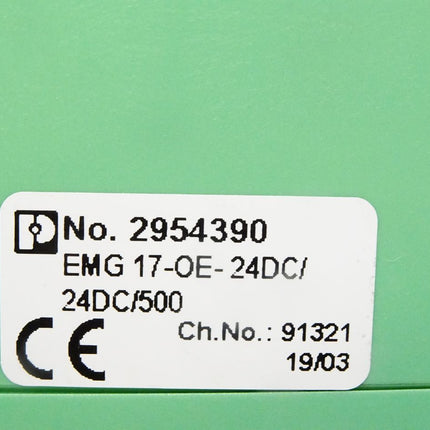 No. 2954390
EMG 17-OE- 24DC/
24DC/500
Ch.No.: 91321
CE
19/03